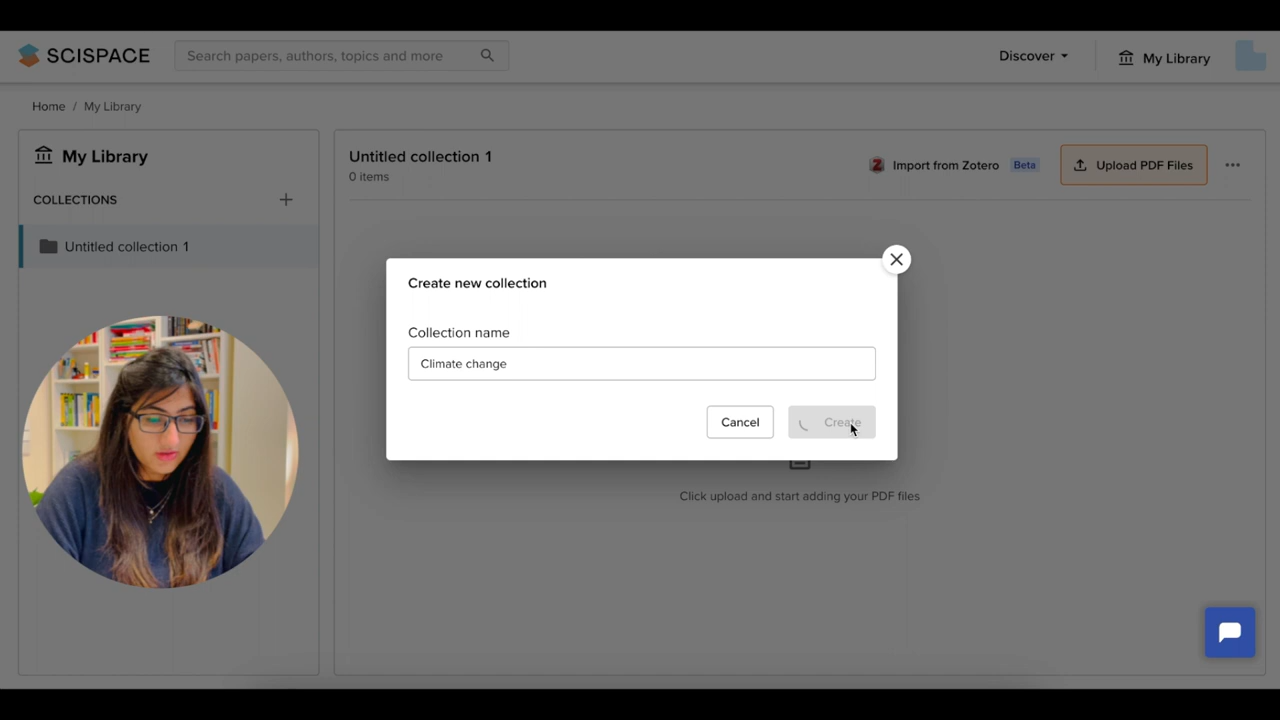 SCISPACE
Search papers, authors, topics and more
Discover
My Library
Home / My Library
My Library
COLLECTIONS
Untitled collection 1
Untitled collection 1
0 items
Import from Zotero
Beta
Upload PDF Files
Create new collection
Collection name
Climate change
Cancel
Create
Click upload and start adding your PDF files